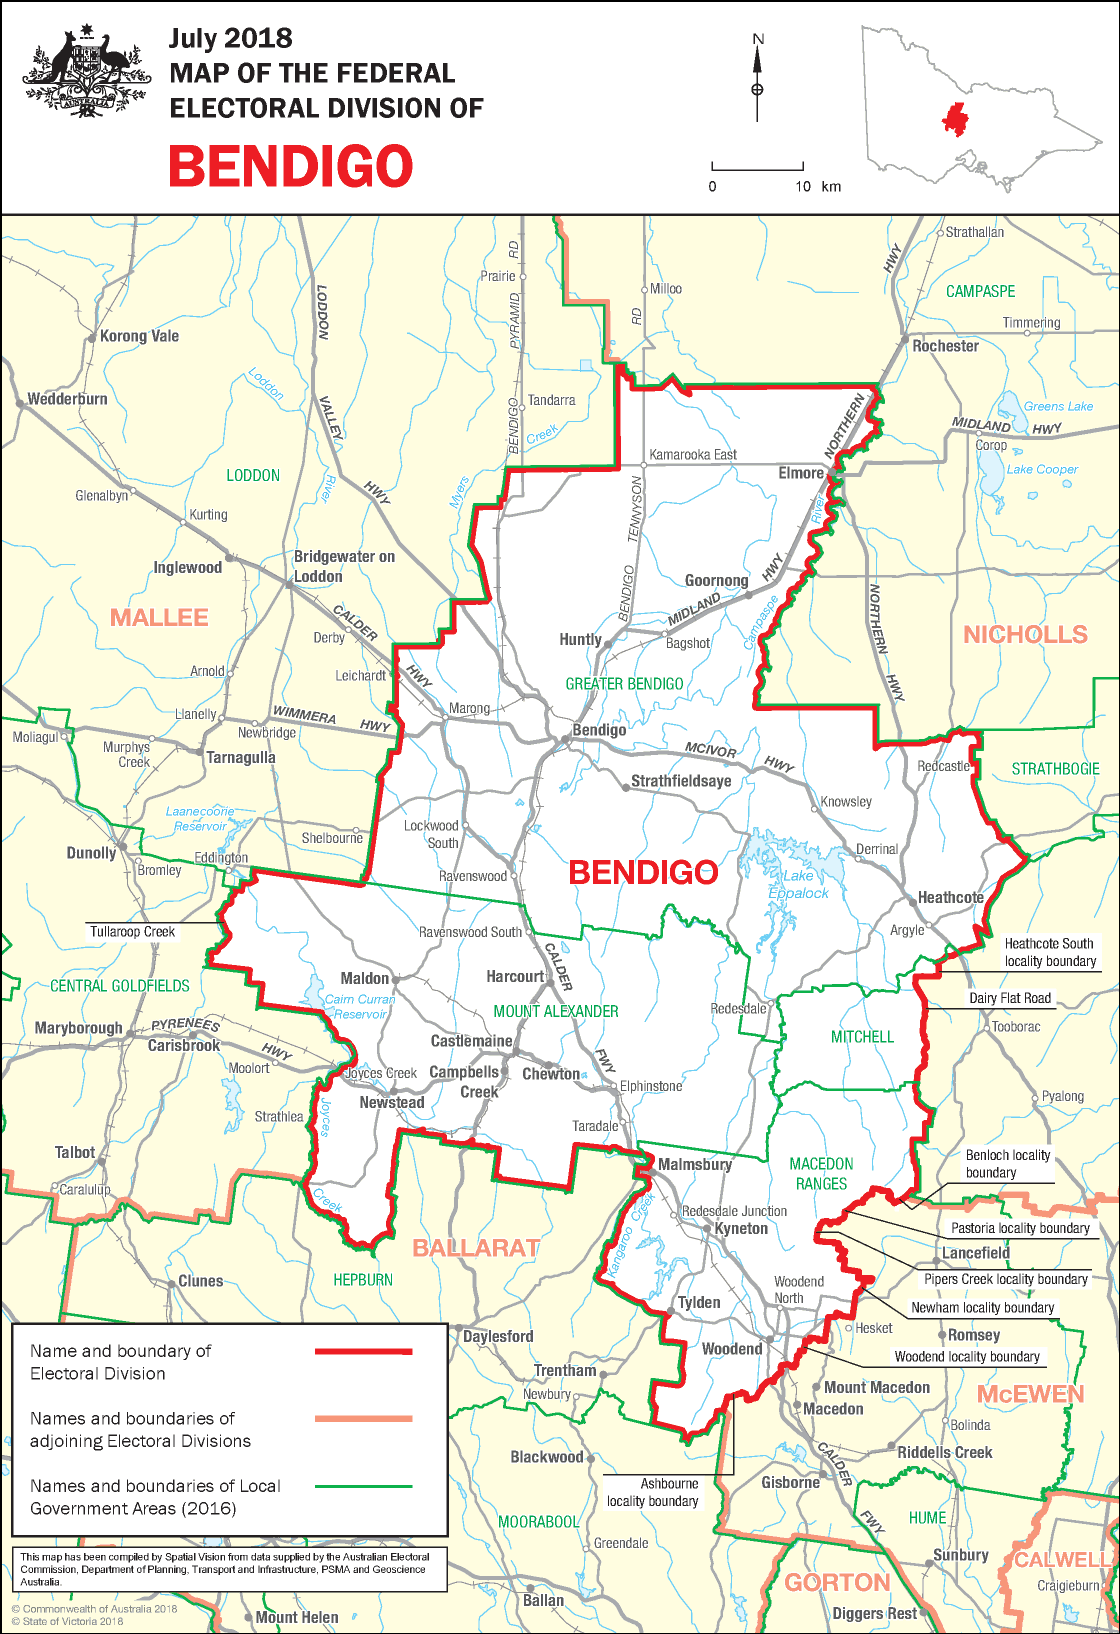 July 2018
MAP OF THE FEDERAL
ELECTORAL DIVISION OF
BENDIGO
AUSTRALIA
N
0 10 km
Strathallan
HWY
RD
Prairie
CAMPASPE
LODDON
Milloo
RD
PYRAMID
Timmering
Korong Vale
Rochester
Loddon
Wedderburn
VALLEY
Tandarra
BENDIGO
Creek
NORTHERN
Greens Lake
MIDLAND HWY
Corop
Kamarooka East
Lake Cooper
LODDON
River
Myers
HWY
Elmore
Glenalbyn
Kurting
TENNYSON
River
Inglewood
Bridgewater on
Loddon
Goornong
HWY
BENDIGO
MIDLAND
Campaspe
NORTHERN
MALLEE
CALDER
Derby
Huntly
Bagshot
NICHOLLS
Arnold
Leichardt
HWY
GREATER BENDIGO
HWY
Llanelly
WIMMERA HWY
Marong
Moliagul
Murphys
Creek
Newbridge
Bendigo
Tarnagulla
MCIVOR HWY
Redcastle
STRATHBOGIE
Strathfieldsaye
Laanecoorie
Reservoir
Knowsley
Shelbourne
Lockwood
South
Dunolly
Eddington
Derrinal
Bromley
BENDIGO
Lake
Eppalock
Ravenswood
Heathcote
Tullaroop Creek
Ravenswood South
Argyle
Heathcote South
locality boundary
CALDER
Maldon
Harcourt
CENTRAL GOLDFIELDS
Cairn Curran
Reservoir
MOUNT ALEXANDER
Redesdale
Dairy Flat Road
Maryborough
PYRENEES
MITCHELL
Tooborac
Carisbrook
HWY
Castlemaine
FWY
Moolort
Joyces Creek
Campbells
Creek
Chewton
Elphinstone
Newstead
Pyalong
Strathlea
Joyces
Taradale
Talbot
Benloch locality
boundary
Malmsbury
MACEDON
RANGES
Caralulup
Creek
Kangaroo Creek
Redesdale Junction
Pastoria locality boundary
Kyneton
BALLARAT
Lancefield
Clunes
HEPBURN
Pipers Creek locality boundary
Woodend
North
Tylden
Newham locality boundary
Daylesford
Hesket
Romsey
Woodend
Woodend locality boundary
Trentham
Newbury
Mount Macedon
McEWEN
Macedon
Bolinda
Riddells Creek
Blackwood
CALDER
Gisborne
Ashbourne
locality boundary
MOORABOOL
FWY
HUME
Greendale
Sunbury
CALWELL
Craigieburn
GORTON
Ballan
Diggers Rest
Mount Helen
Name and boundary of
Electoral Division
Names and boundaries of
adjoining Electoral Divisions
Names and boundaries of Local
Government Areas (2016)
This map has been compiled by Spatial Vision from data supplied by the Australian Electoral
Commission, Department of Planning, Transport and Infrastructure, PSMA and Geoscience
Australia.
© Commonwealth of Australia 2018
© State of Victoria 2018